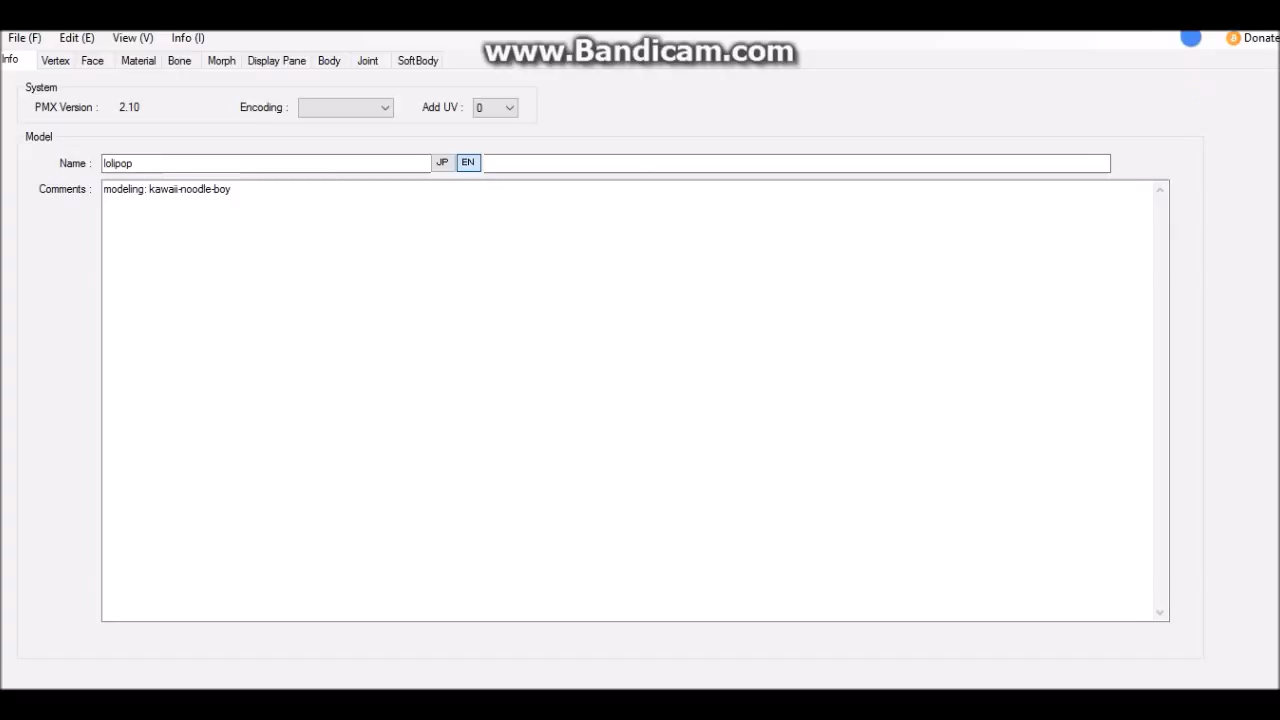 www.Bandicam.com
File (F) Edit (E) View (V) Info (I) Donate
Info Vertex Face Material Bone Morph Display Pane Body Joint SoftBody
System
PMX Version : 2.10 Encoding : Add UV : 0
Model
Name : lolipop JP EN
Comments : modeling: kawaii-noodle-boy